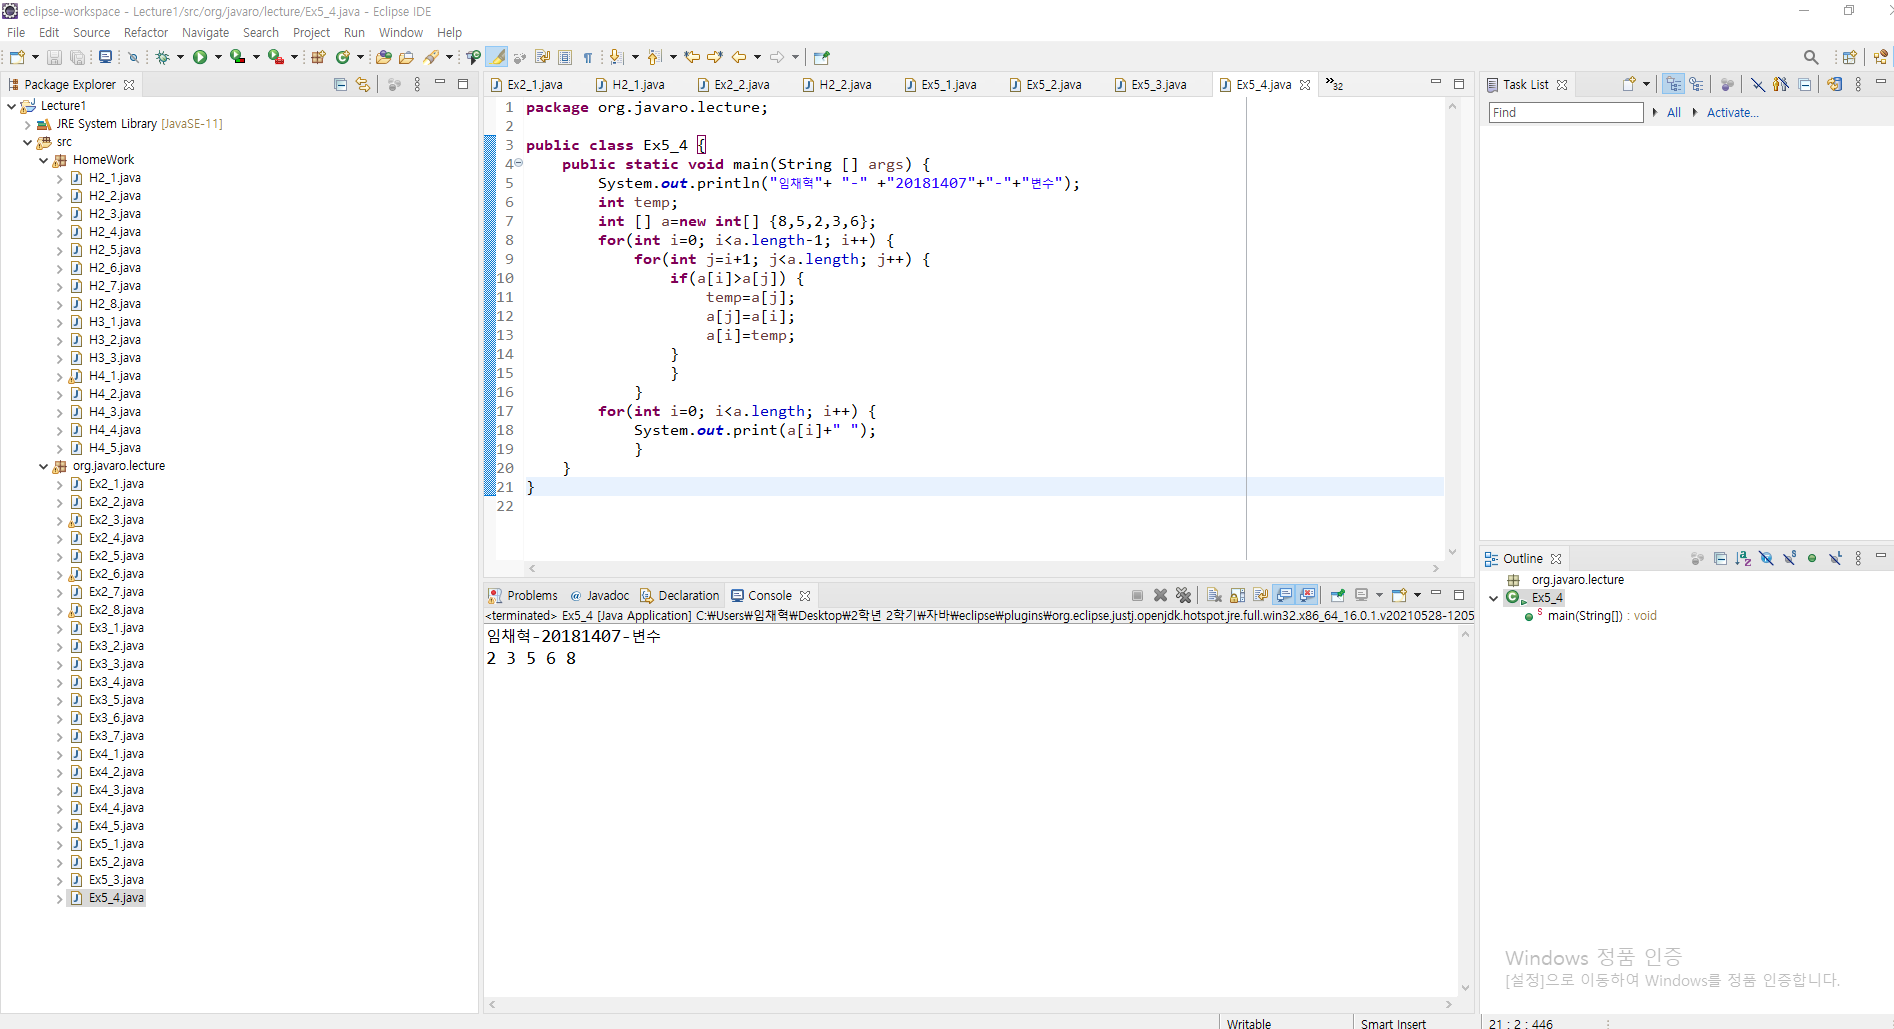 eclipse-workspace - Lecture1/src/org/javaro/lecture/Ex5_4.java - Eclipse IDE
File Edit Source Refactor Navigate Search Project Run Window Help
Package Explorer
Lecture1
JRE System Library [JavaSE-11]
src
HomeWork
H2_1.java
H2_2.java
H2_3.java
H2_4.java
H2_5.java
H2_6.java
H2_7.java
H2_8.java
H3_1.java
H3_2.java
H3_3.java
H4_1.java
H4_2.java
H4_3.java
H4_4.java
H4_5.java
org.javaro.lecture
Ex2_1.java
Ex2_2.java
Ex2_3.java
Ex2_4.java
Ex2_5.java
Ex2_6.java
Ex2_7.java
Ex2_8.java
Ex3_1.java
Ex3_2.java
Ex3_3.java
Ex3_4.java
Ex3_5.java
Ex3_6.java
Ex3_7.java
Ex4_1.java
Ex4_2.java
Ex4_3.java
Ex4_4.java
Ex4_5.java
Ex5_1.java
Ex5_2.java
Ex5_3.java
Ex5_4.java
Ex2_1.java H2_1.java Ex2_2.java H2_2.java Ex5_1.java Ex5_2.java Ex5_3.java Ex5_4.java »32
1 package org.javaro.lecture;
2
3 public class Ex5_4 {
4 public static void main(String [] args) {
5 System.out.println("임채혁"+ "-" +"20181407"+"-"+"변수");
6 int temp;
7 int [] a=new int[] {8,5,2,3,6};
8 for(int i=0; i<a.length-1; i++) {
9 for(int j=i+1; j<a.length; j++) {
10 if(a[i]>a[j]) {
11 temp=a[j];
12 a[j]=a[i];
13 a[i]=temp;
14 }
15 }
16 }
17 for(int i=0; i<a.length; i++) {
18 System.out.print(a[i]+" ");
19 }
20 }
21 }
22
Problems Javadoc Declaration Console
<terminated> Ex5_4 [Java Application] C:₩Users₩임채혁₩Desktop₩2학년 2학기₩자바₩eclipse₩plugins₩org.eclipse.justj.openjdk.hotspot.jre.full.win32.x86_64_16.0.1.v20210528-1205
임채혁-20181407-변수
2 3 5 6 8
Task List
Find All Activate...
Outline
org.javaro.lecture
Ex5_4
main(String[]) : void
Windows 정품 인증
[설정]으로 이동하여 Windows를 정품 인증합니다.
Writable Smart Insert 21 : 2 : 446